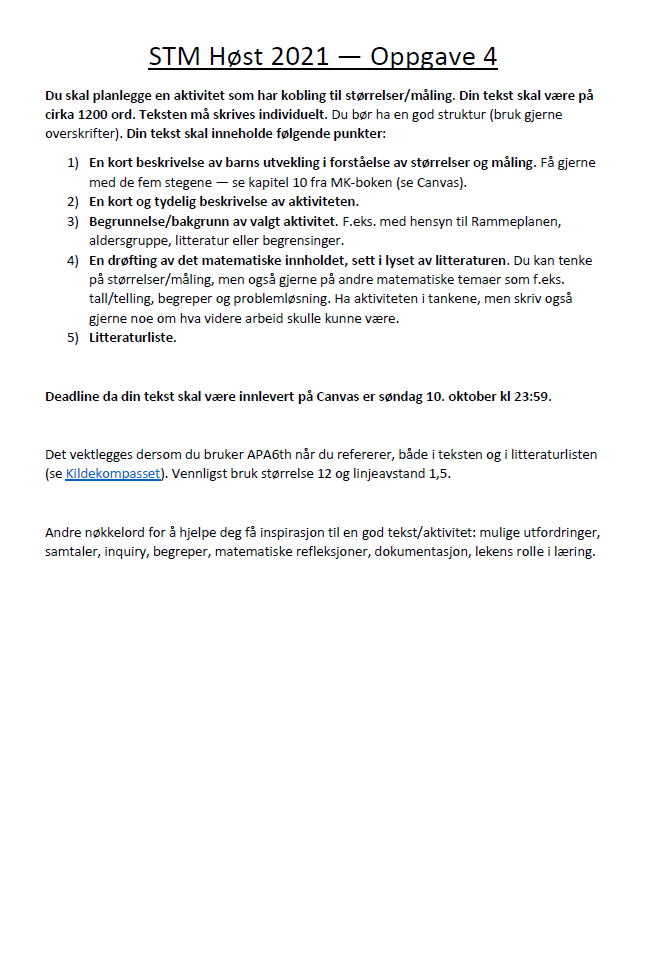 STM Høst 2021 — Oppgave 4
Du skal planlegge en aktivitet som har kobling til størrelser/måling. Din tekst skal være på
cirka 1200 ord. Teksten må skrives individuelt. Du bør ha en god struktur (bruk gjerne
overskrifter). Din tekst skal inneholde følgende punkter:
1) En kort beskrivelse av barns utvekling i forståelse av størrelser og måling. Få gjerne
med de fem stegene — se kapitel 10 fra MK-boken (se Canvas).
2) En kort og tydelig beskrivelse av aktiviteten.
3) Begrunnelse/bakgrunn av valgt aktivitet. F.eks. med hensyn til Rammeplanen,
aldersgruppe, litteratur eller begrensinger.
4) En drøfting av det matematiske innholdet, sett i lyset av litteraturen. Du kan tenke
på størrelser/måling, men også gjerne på andre matematiske temaer som f.eks.
tall/telling, begreper og problemløsning. Ha aktiviteten i tankene, men skriv også
gjerne noe om hva videre arbeid skulle kunne være.
5) Litteraturliste.
Deadline da din tekst skal være innlevert på Canvas er søndag 10. oktober kl 23:59.
Det vektlegges dersom du bruker APA6th når du refererer, både i teksten og i litteraturlisten
(se Kildekompasset). Vennligst bruk størrelse 12 og linjeavstand 1,5.
Andre nøkkelord for å hjelpe deg få inspirasjon til en god tekst/aktivitet: mulige utfordringer,
samtaler, inquiry, begreper, matematiske refleksjoner, dokumentasjon, lekens rolle i læring.